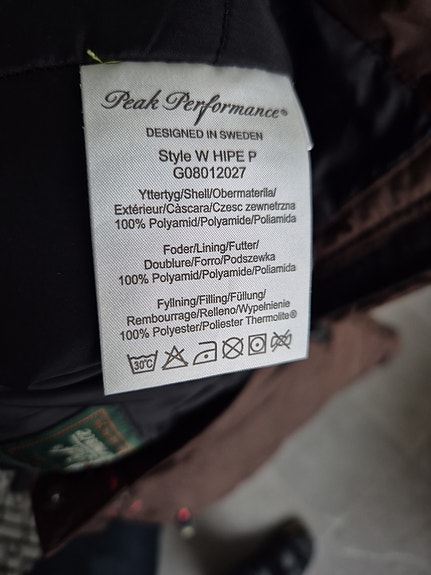 Peak Performance®
DESIGNED IN SWEDEN
Style W HIPE P
G08012027
Yttertyg/Shell/Obermaterila/
Extérieur/Càscara/Czesc zewnetrzna
100% Polyamid/Polyamide/Poliamida
Foder/Lining/Futter/
Doublure/Forro/Podszewka
100% Polyamid/Polyamide/Poliamida
Fyllning/Filling/Füllung/
Rembourrage/Relleno/Wypelnienie
100% Polyester/Poliester Thermolite®
30°C